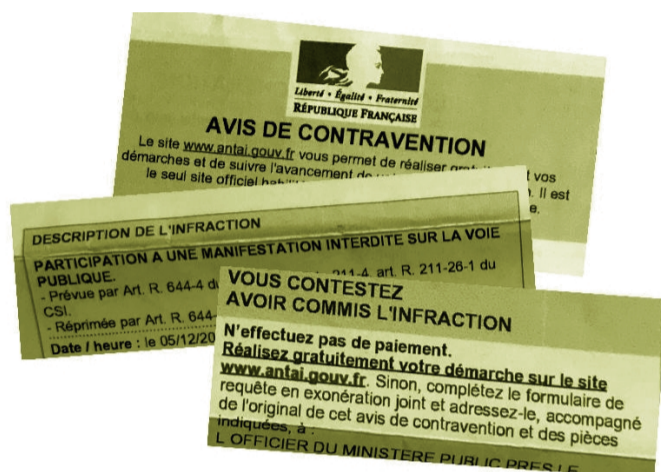 Liberté • Égalité • Fraternité
RÉPUBLIQUE FRANÇAISE
AVIS DE CONTRAVENTION
Le site www.antai.gouv.fr vous permet de réaliser vos
démarches et de suivre l'avancement de Il est
le seul site officiel
DESCRIPTION DE L'INFRACTION
PARTICIPATION A UNE MANIFESTATION INTERDITE SUR LA VOIE
PUBLIQUE.
- Prévue par Art. R. 644-4 211-4, art. R. 211-26-1 du
CSI.
- Réprimée par Art. R. 644-
Date / heure : le 05/12/20
VOUS CONTESTEZ
AVOIR COMMIS L'INFRACTION
N'effectuez pas de paiement.
Réalisez gratuitement votre démarche sur le site
www.antai.gouv.fr. Sinon, complétez le formulaire de
requête en exonération joint et adressez-le, accompagné
de l'original de cet avis de contravention et des pièces
indiquées, à :
L OFFICIER DU MINISTERE PUBLIC PRES LE